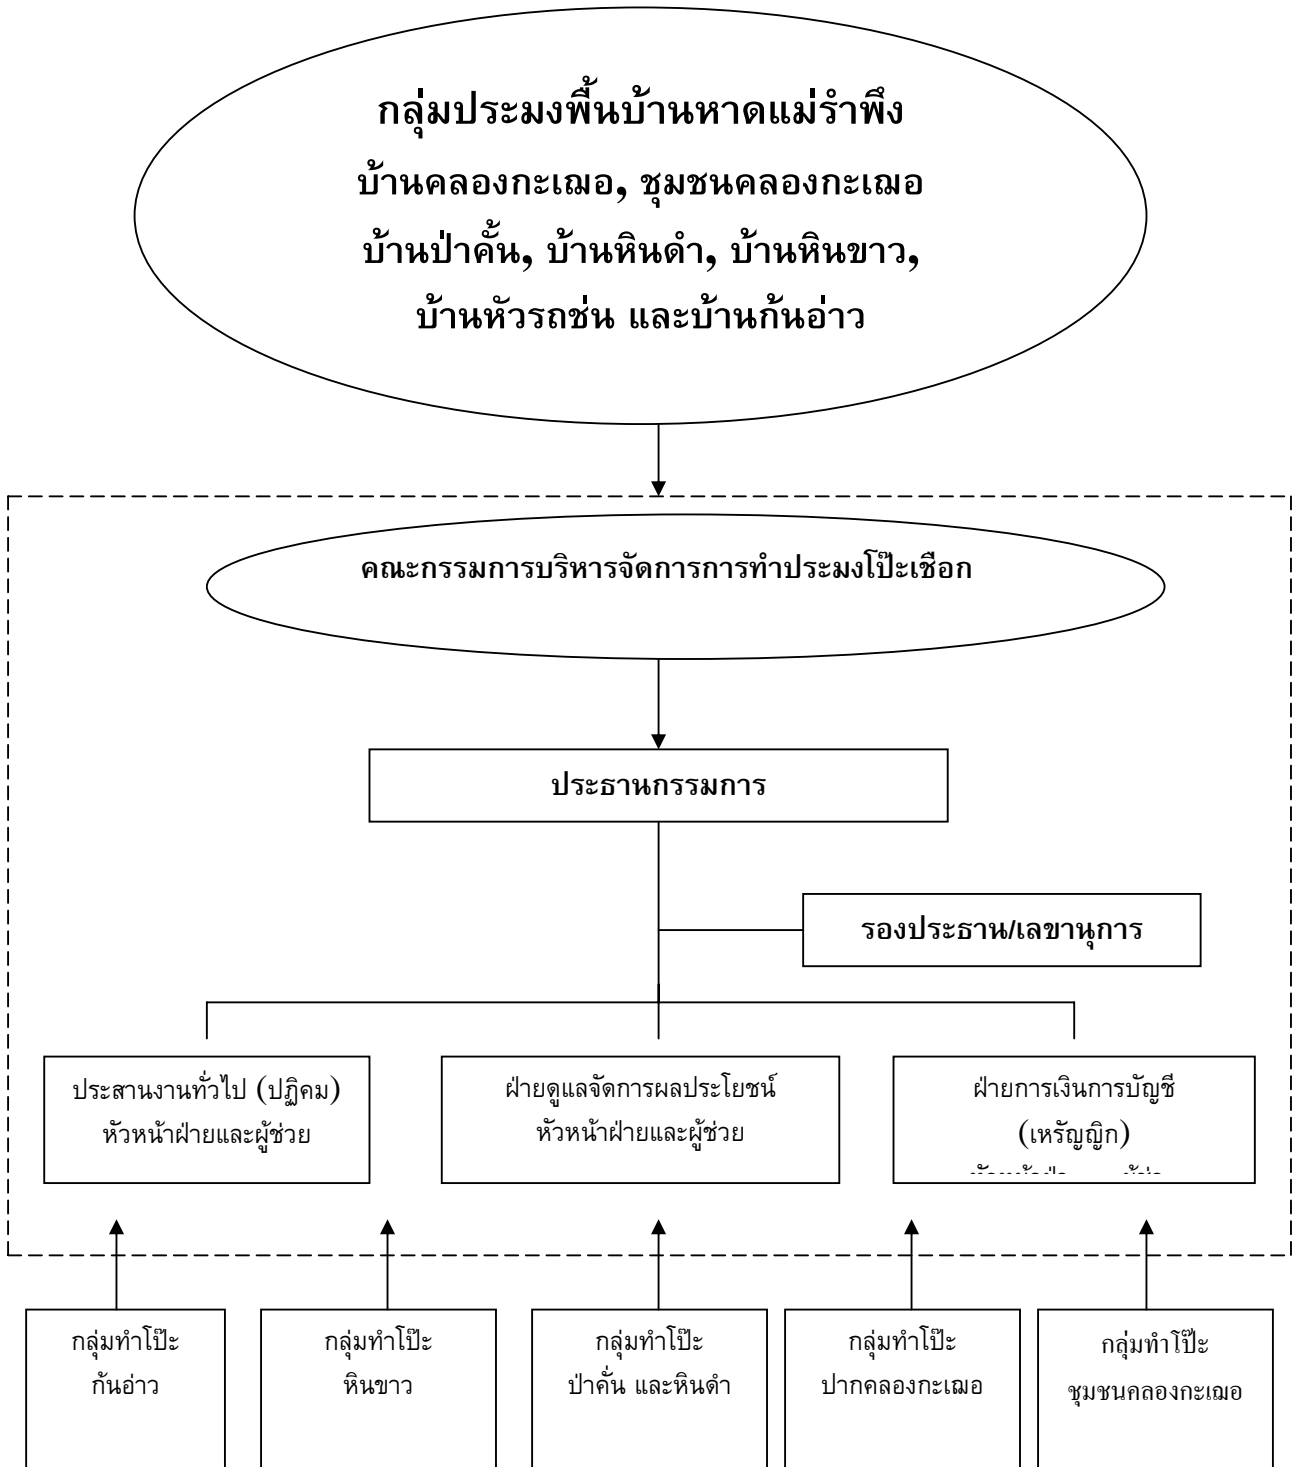 กลุ่มประมงพื้นบ้านหาดแม่รำพึง
บ้านคลองกะเฌอ, ชุมชนคลองกะเฌอ
บ้านป่าคั้น, บ้านหินดำ, บ้านหินขาว,
บ้านหัวรถช่น และบ้านก้นอ่าว
คณะกรรมการบริหารจัดการการทำประมงโป๊ะเชือก
ประธานกรรมการ
รองประธาน/เลขานุการ
ประสานงานทั่วไป (ปฏิคม)
หัวหน้าฝ่ายและผู้ช่วย
ฝ่ายดูแลจัดการผลประโยชน์
หัวหน้าฝ่ายและผู้ช่วย
ฝ่ายการเงินการบัญชี
(เหรัญญิก)
กลุ่มทำโป๊ะ
ก้นอ่าว
กลุ่มทำโป๊ะ
หินขาว
กลุ่มทำโป๊ะ
ป่าคั่น และหินดำ
กลุ่มทำโป๊ะ
ปากคลองกะเฌอ
กลุ่มทำโป๊ะ
ชุมชนคลองกะเฌอ